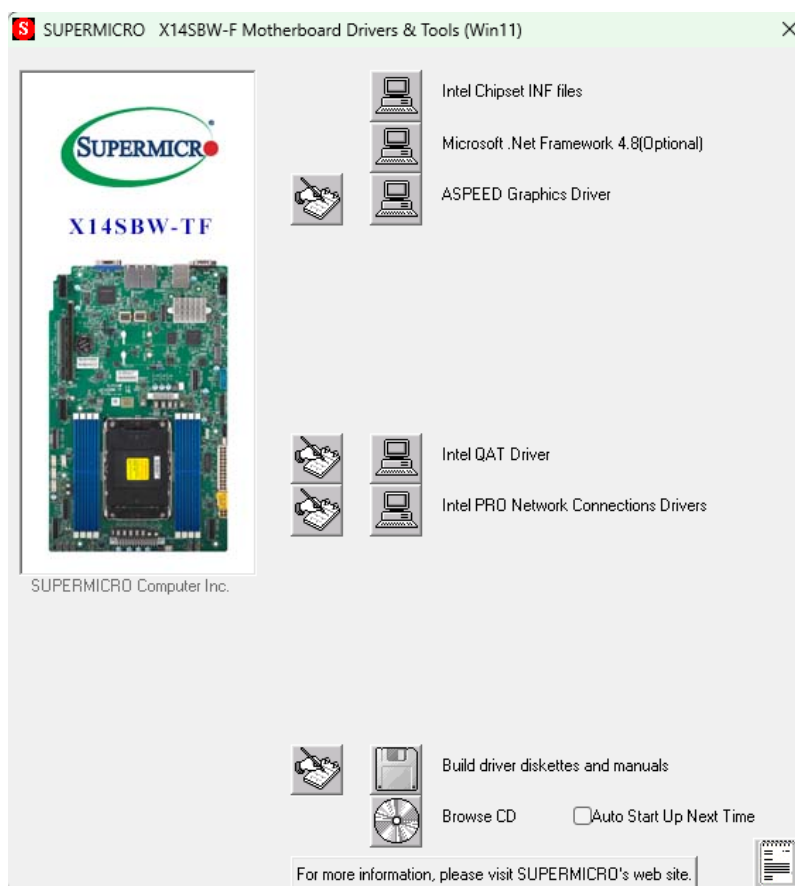 SUPERMICRO X14SBW-F Motherboard Drivers & Tools (Win11)
SUPERMICRO
X14SBW-TF
SUPERMICRO Computer Inc.
Intel Chipset INF files
Microsoft .Net Framework 4.8(Optional)
ASPEED Graphics Driver
Intel QAT Driver
Intel PRO Network Connections Drivers
Build driver diskettes and manuals
Browse CD
Auto Start Up Next Time
For more information, please visit SUPERMICRO's web site.